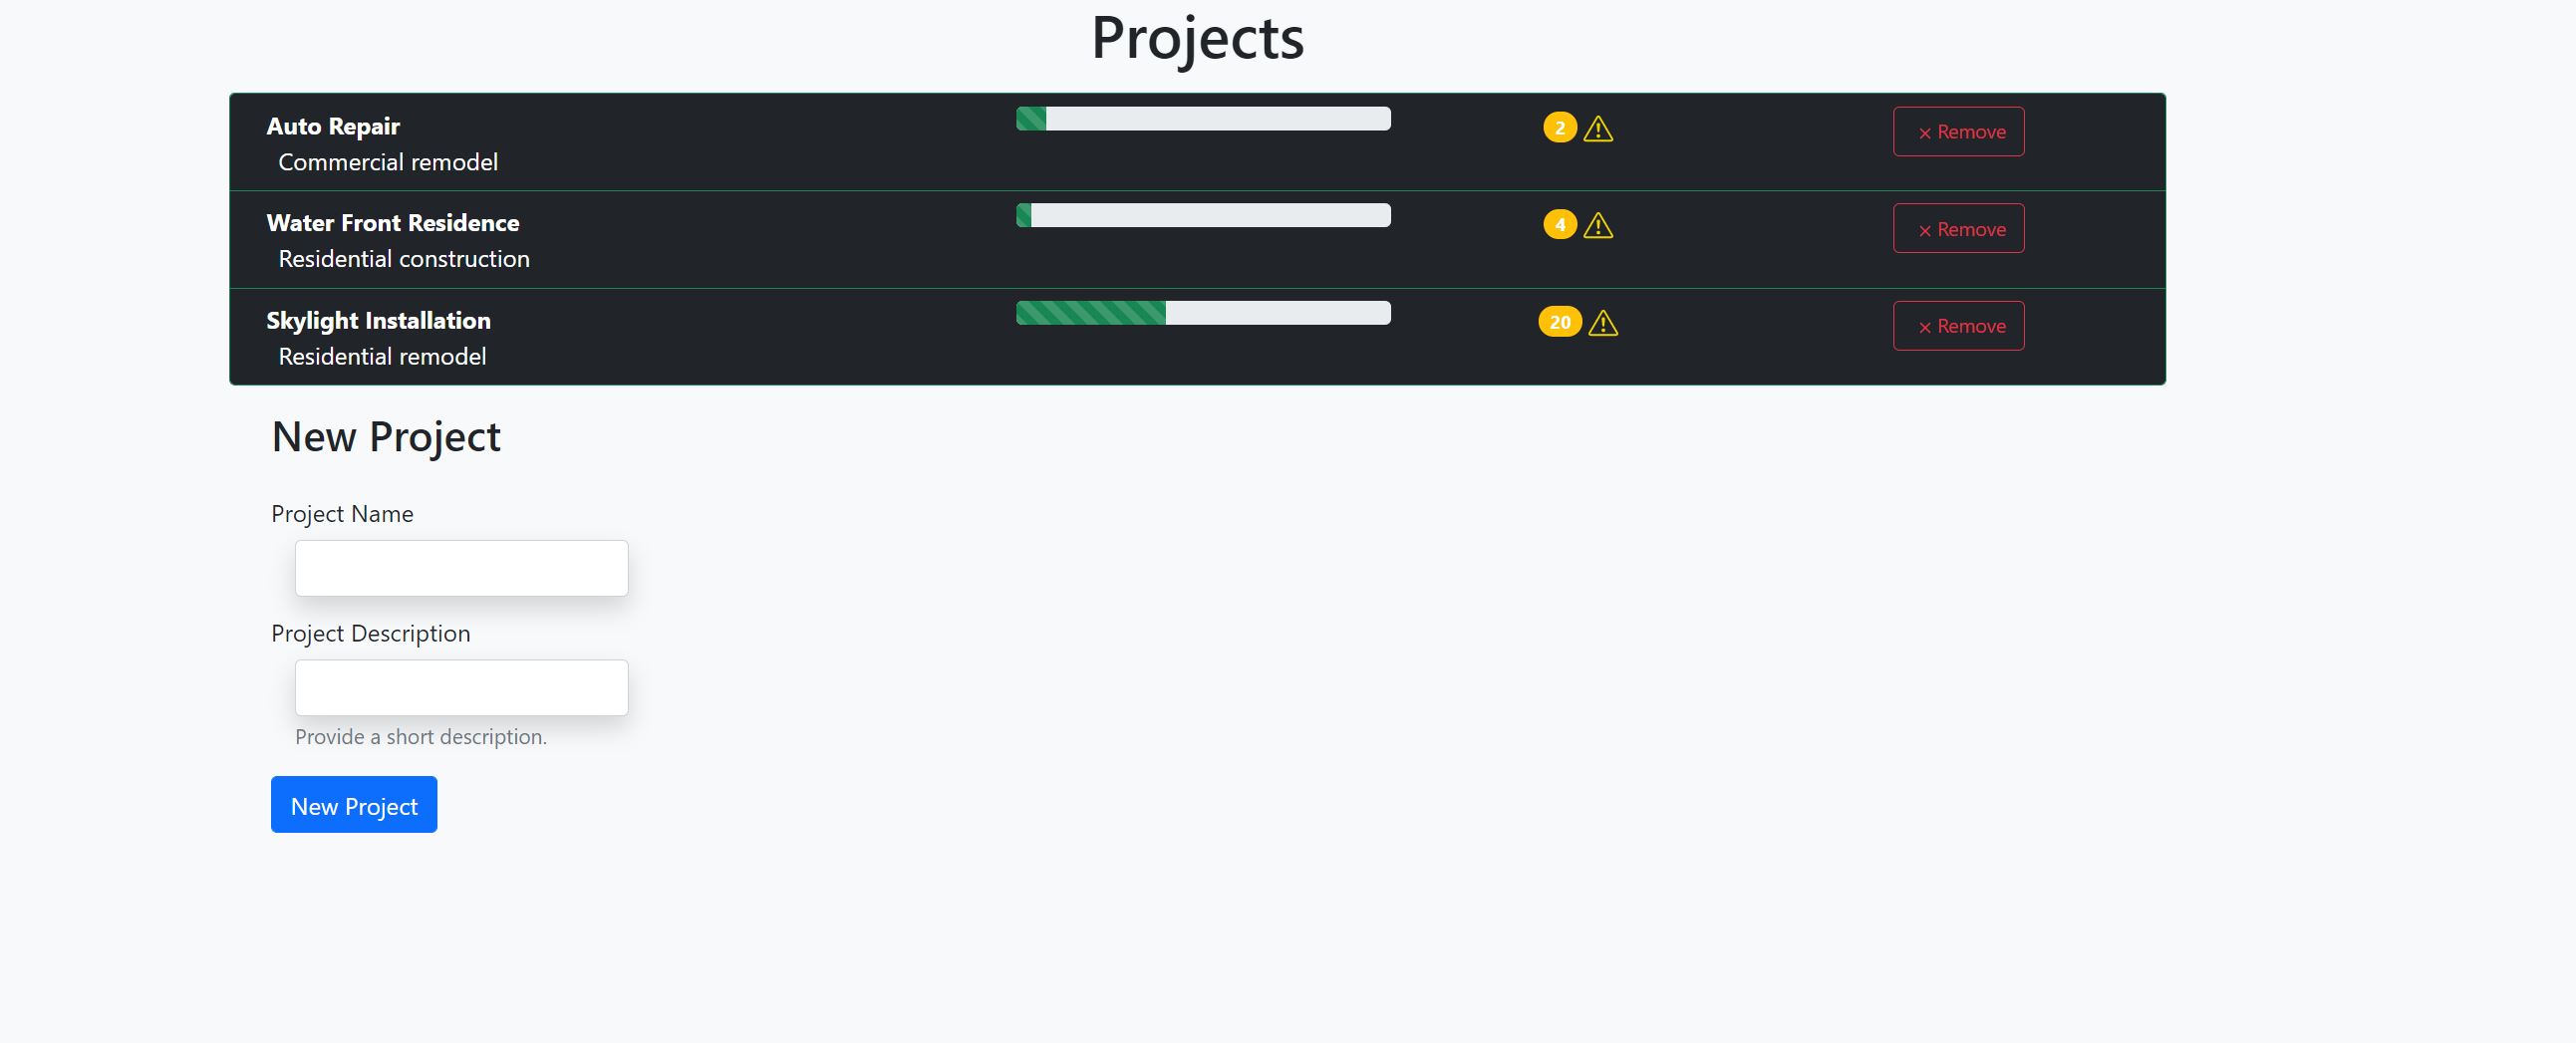 Projects
Auto Repair
Commercial remodel
2
× Remove
Water Front Residence
Residential construction
4
× Remove
Skylight Installation
Residential remodel
20
× Remove
New Project
Project Name
Project Description
Provide a short description.
New Project